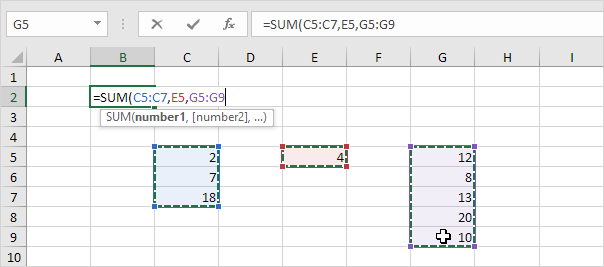 G5 fx =SUM(C5:C7,E5,G5:G9
A B C D E F G H I
1
2 =SUM(C5:C7,E5,G5:G9
3 SUM(number1, [number2], ...)
4
5 2 4 12
6 7 8
7 18 13
8 20
9 10
10